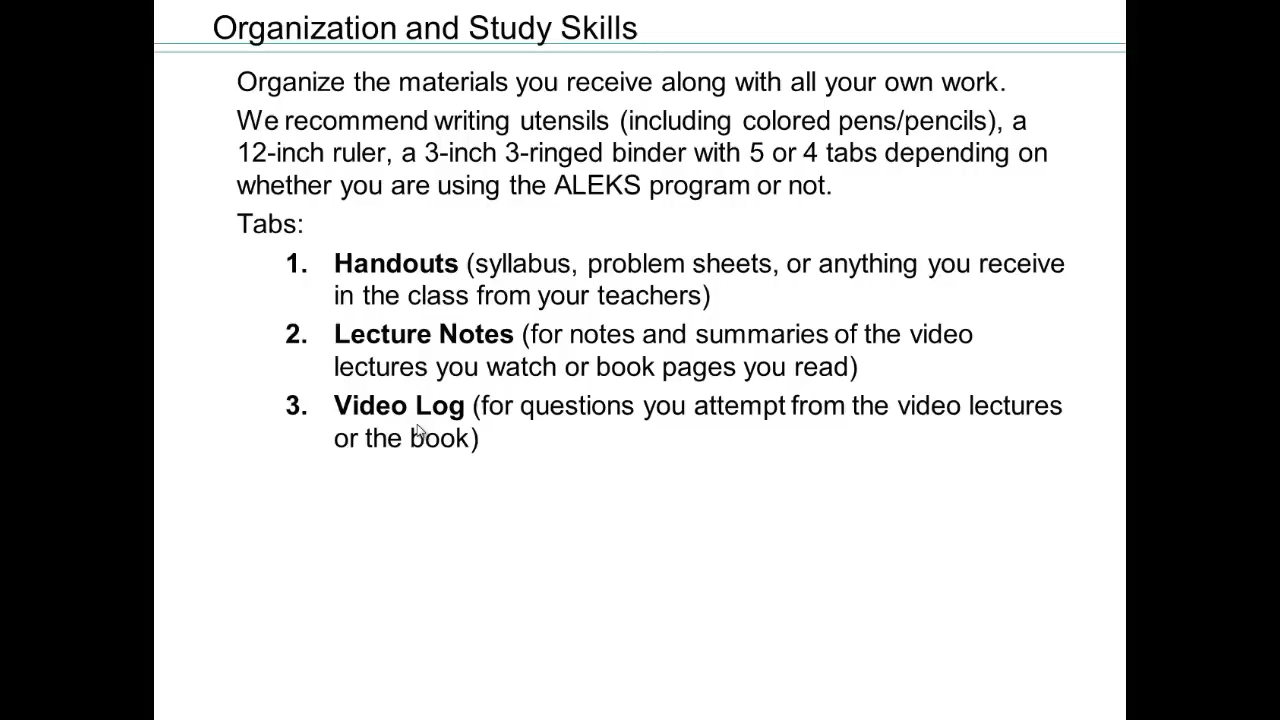 Organization and Study Skills
Organize the materials you receive along with all your own work.
We recommend writing utensils (including colored pens/pencils), a
12-inch ruler, a 3-inch 3-ringed binder with 5 or 4 tabs depending on
whether you are using the ALEKS program or not.
Tabs:
1. Handouts (syllabus, problem sheets, or anything you receive
in the class from your teachers)
2. Lecture Notes (for notes and summaries of the video
lectures you watch or book pages you read)
3. Video Log (for questions you attempt from the video lectures
or the book)